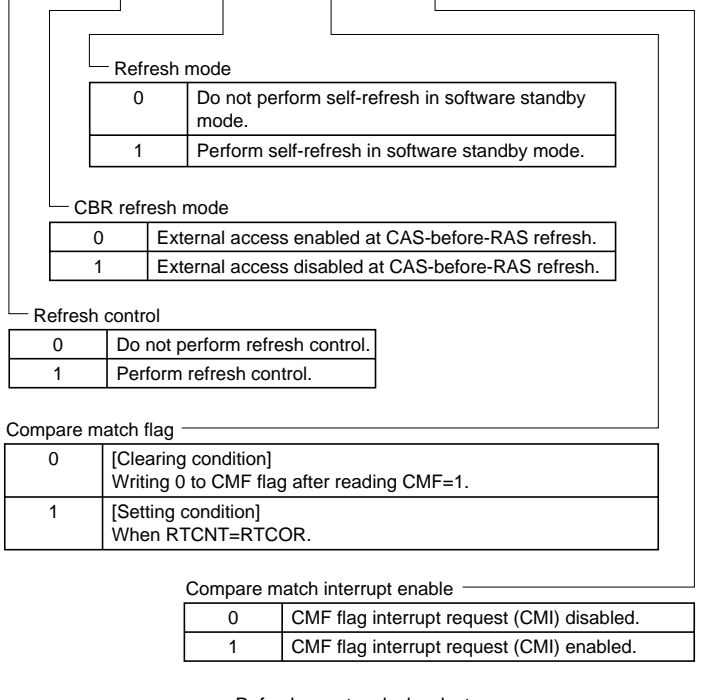 Refresh mode
0 Do not perform self-refresh in software standby
mode.
1 Perform self-refresh in software standby mode.
CBR refresh mode
0 External access enabled at CAS-before-RAS refresh.
1 External access disabled at CAS-before-RAS refresh.
Refresh control
0 Do not perform refresh control.
1 Perform refresh control.
Compare match flag
0 [Clearing condition]
Writing 0 to CMF flag after reading CMF=1.
1 [Setting condition]
When RTCNT=RTCOR.
Compare match interrupt enable
0 CMF flag interrupt request (CMI) disabled.
1 CMF flag interrupt request (CMI) enabled.